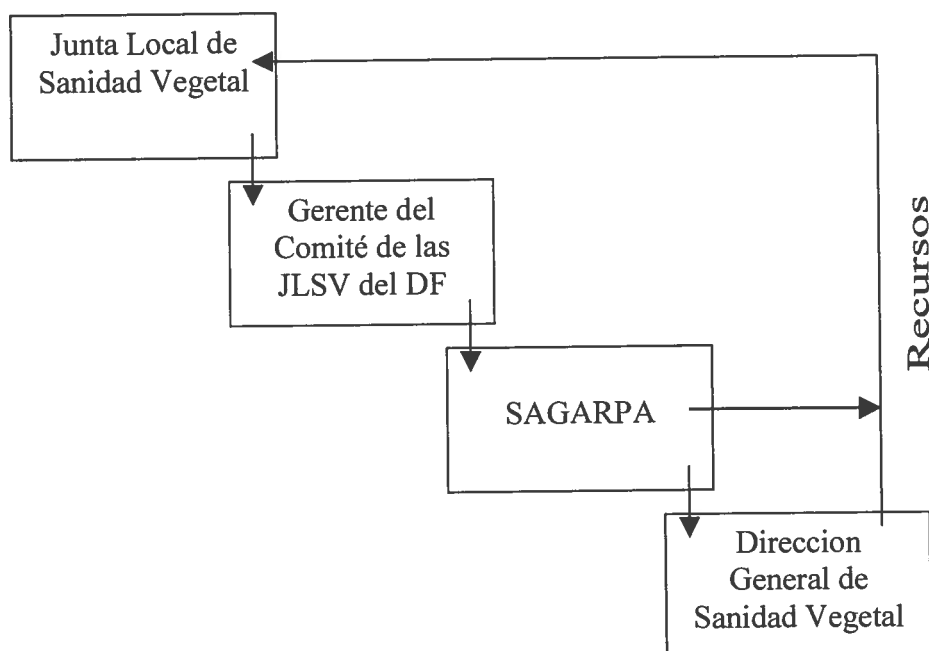 Junta Local de
Sanidad Vegetal
Gerente del
Comité de las
JLSV del DF
SAGARPA
Direccion
General de
Sanidad Vegetal
Recursos